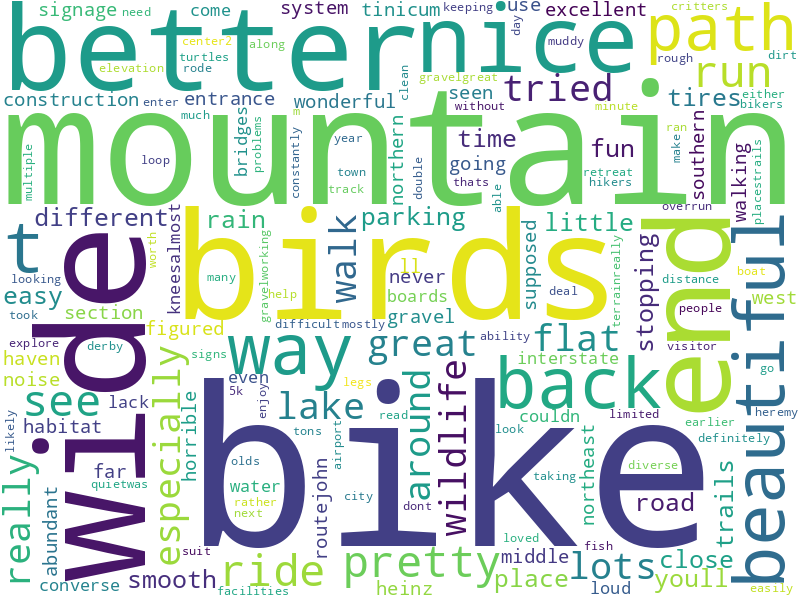 signage
need
come
system
tinicum
keeping
use
excellent
path
center2
along
turtles
rode
day
muddy
critters
rough
dirt
better
nice
elevation
gravelgreat
run
tried
construction
enter
entrance
wonderful
clean
seen
without
minute
tires
either
bikers
mountain
much
bridges
problems
m
constantly
year
northern
time
fun
ran
make
southern
walking
placestrails
multiple
loop
town
track
double
going
thats
able
retreat
hikers
overrun
different
kneesalmost
rain
parking
little
t
wide
birds
walk
end
beautiful
worth
looking
many
gravelworking
ll
never
supposed
terrainreally
stopping
distance
boat
easy
took
section
help
boards
deal
people
west
figured
difficult
mostly
gravel
explore
derby
signs
way
great
ability
flat
visitor
go
haven
noise
especially
interstate
back
see
lack
horrible
even
5k
enjoy
legs
lake
around
wildlife
couldn
limited
earlier
heremy
habitat
read
likely
tons
look
northeast
definitely
bike
really
far
olds
airport
quietwas
water
city
taking
diverse
trails
abundant
rather
next
routejohn
dont
road
suit
loved
fish
ride
pretty
middle
lots
close
converse
smooth
facilities
heinz
place
loud
youll
easily